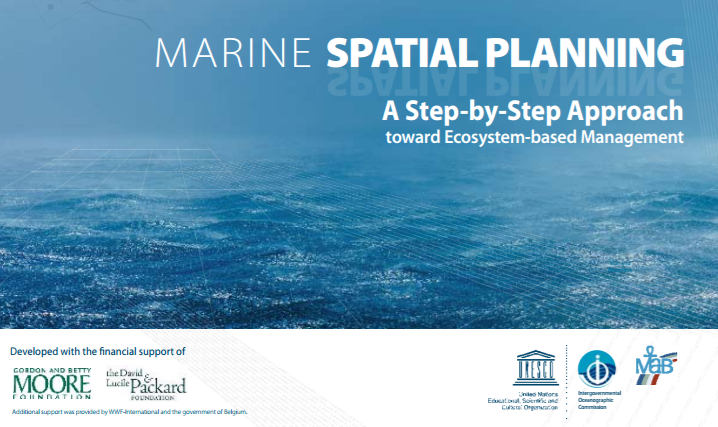 MARINE SPATIAL PLANNING
A Step-by-Step Approach
toward Ecosystem-based Management
Developed with the financial support of
GORDON AND BETTY
MOORE
FOUNDATION
the David
& Lucile Packard
FOUNDATION
Additional support was provided by WWF-International and the government of Belgium.
UNESCO
United Nations
Educational, Scientific and
Cultural Organization
Intergovernmental
Oceanographic
Commission
MaB